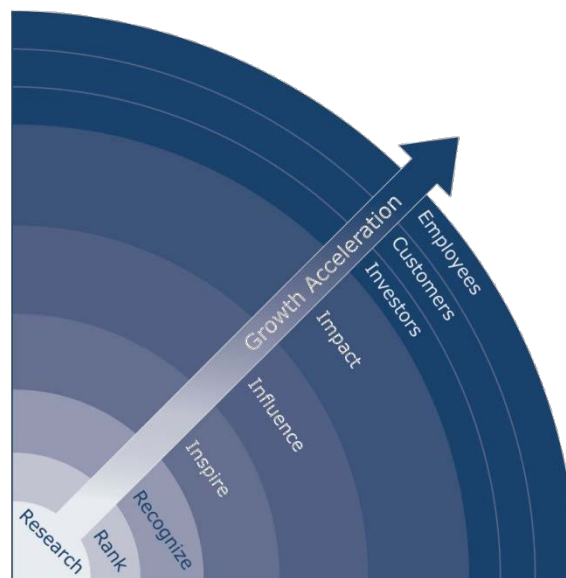 Employees
Customers
Investors
Growth Acceleration
Impact
Influence
Inspire
Recognize
Rank
Research